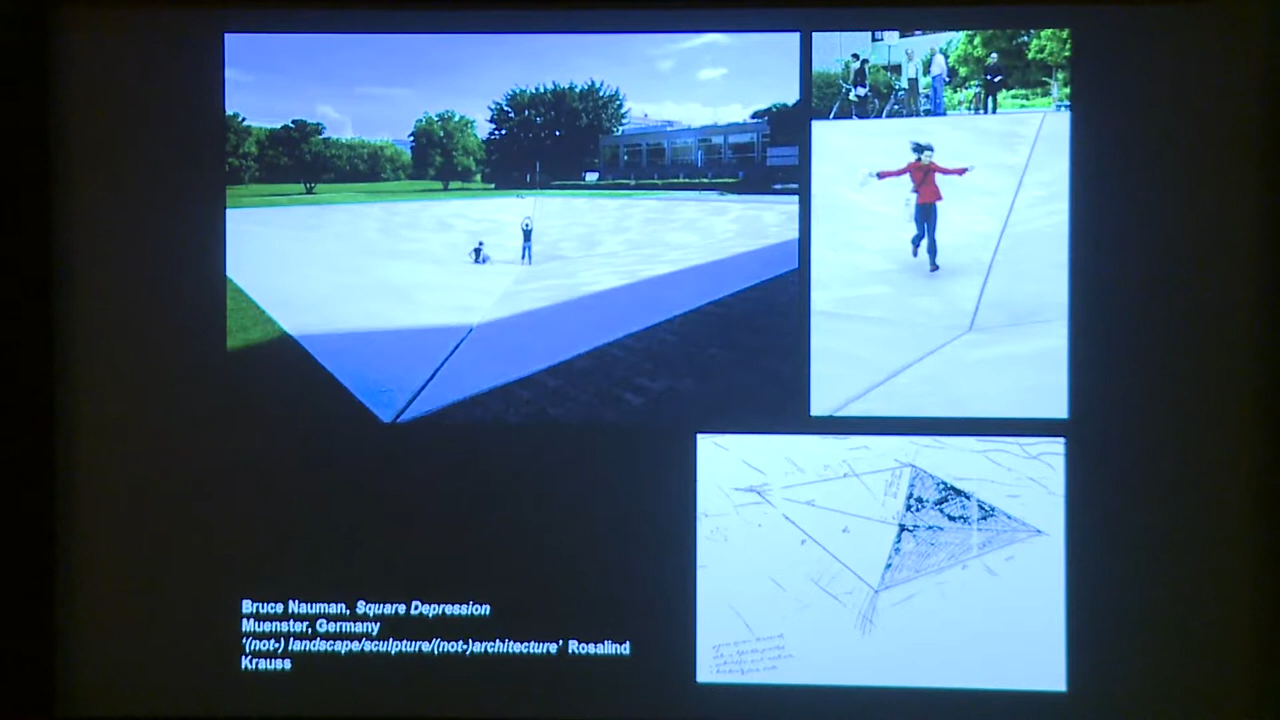 Bruce Nauman, Square Depression
Muenster, Germany
'(not-) landscape/sculpture/(not-)architecture' Rosalind
Krauss